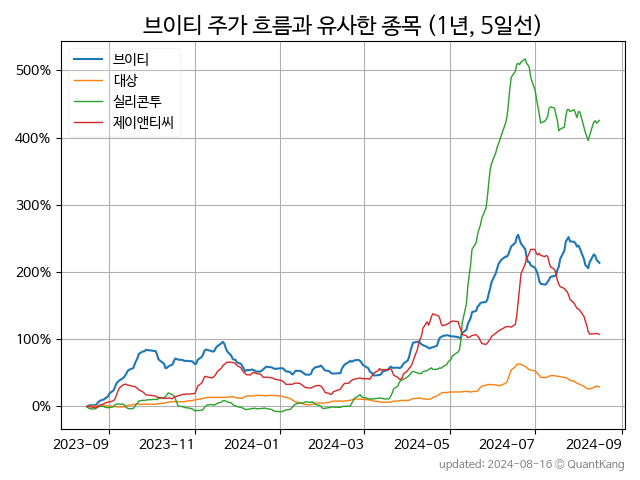 브이티 주가 흐름과 유사한 종목 (1년, 5일선)
브이티
대상
실리콘투
제이앤티씨
500%
400%
300%
200%
100%
0%
2023-09 2023-11 2024-01 2024-03 2024-05 2024-07 2024-09
updated: 2024-08-16 © QuantKang